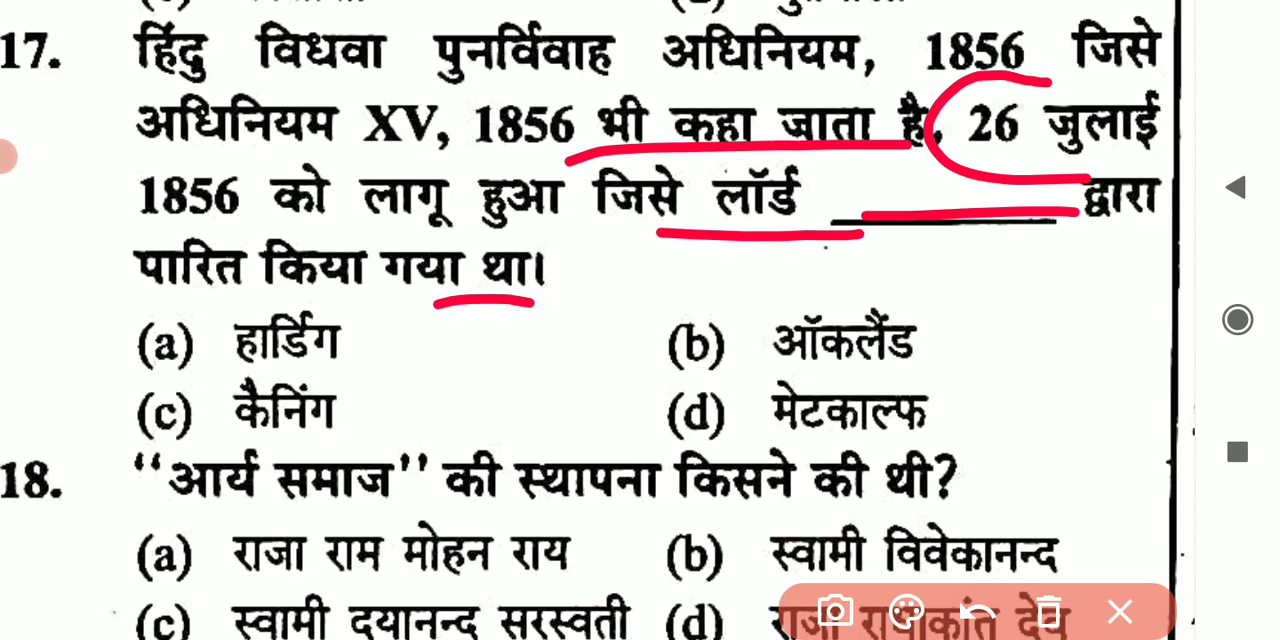 17. हिंदु विधवा पुनर्विवाह अधिनियम, 1856 जिसे
अधिनियम XV, 1856 भी कहा जाता है, 26 जुलाई
1856 को लागू हुआ जिसे लॉर्ड ________ द्वारा
पारित किया गया था।
(a) हार्डिग (b) ऑकलैंड
(c) कैनिंग (d) मेटकाल्फ
18. ‘‘आर्य समाज’’ की स्थापना किसने की थी?
(a) राजा राम मोहन राय (b) स्वामी विवेकानन्द
(c) स्वामी दयानन्द सरस्वती (d) राजा राधाकांत देव